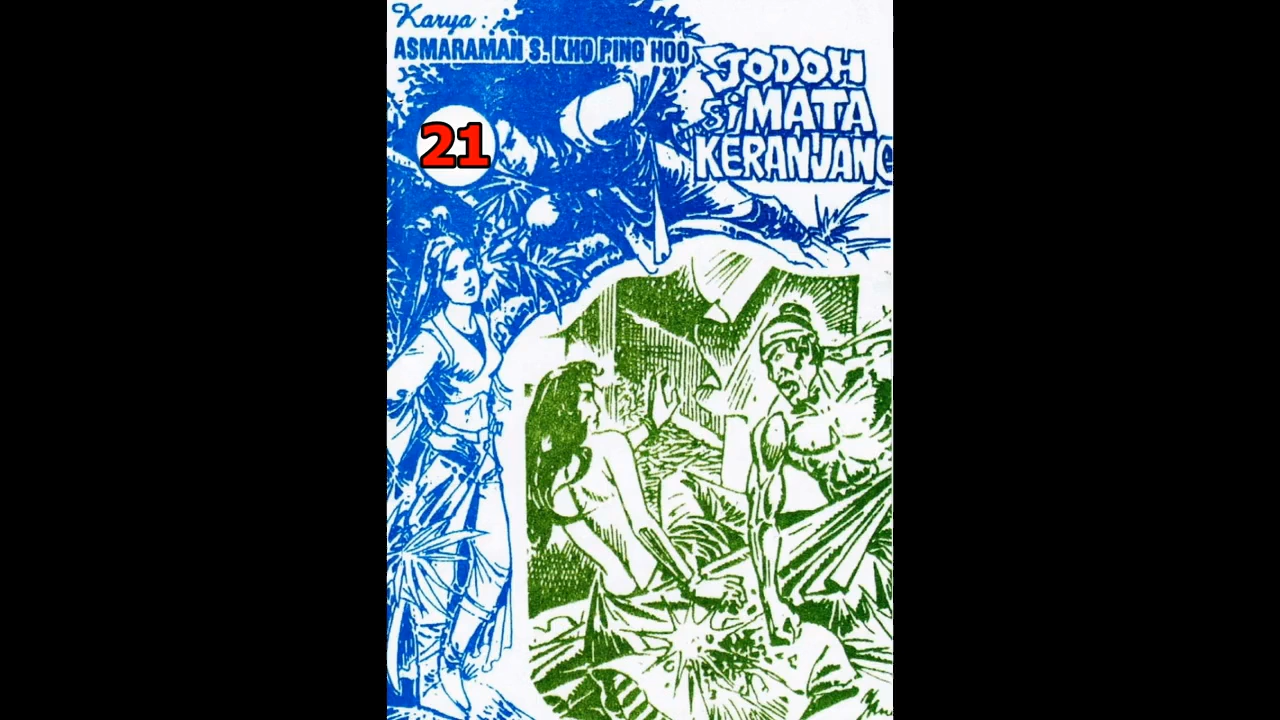 Karya :
ASMARAMAN S. KHO PING HOO
JODOH
si MATA
KERANJANG
21